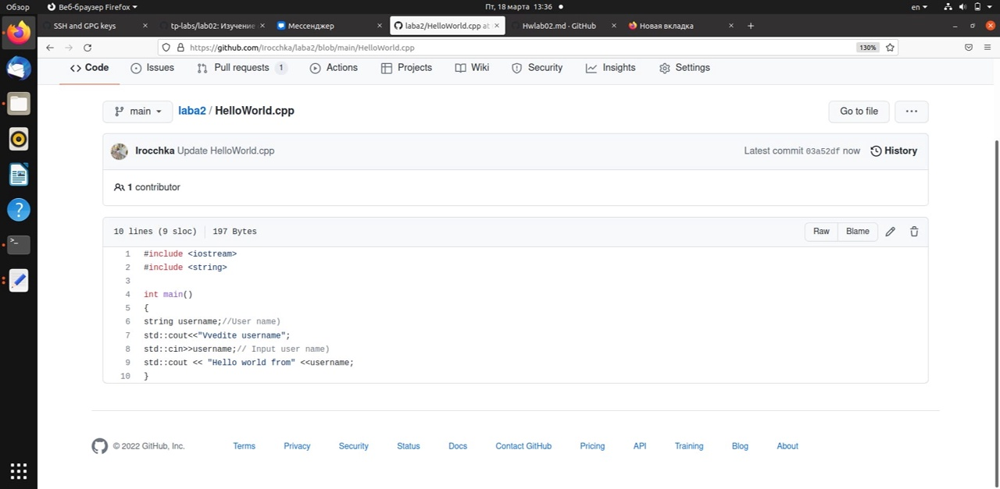 Обзор Веб-браузер Firefox Пт, 18 марта 13:36 en
SSH and GPG keys tp-labs/lab02: Изучение Мессенджер laba2/HelloWorld.cpp at Hwlab02.md · GitHub Новая вкладка
https://github.com/Irocchka/laba2/blob/main/HelloWorld.cpp 130%
Code Issues Pull requests 1 Actions Projects Wiki Security Insights Settings
main laba2 / HelloWorld.cpp Go to file ...
Irocchka Update HelloWorld.cpp Latest commit 03a52df now History
1 contributor
10 lines (9 sloc) 197 Bytes Raw Blame
1 #include <iostream>
2 #include <string>
3
4 int main()
5 {
6 string username;//User name)
7 std::cout<<"Vvedite username";
8 std::cin>>username;// Input user name)
9 std::cout << "Hello world from" <<username;
10 }
© 2022 GitHub, Inc. Terms Privacy Security Status Docs Contact GitHub Pricing API Training Blog About